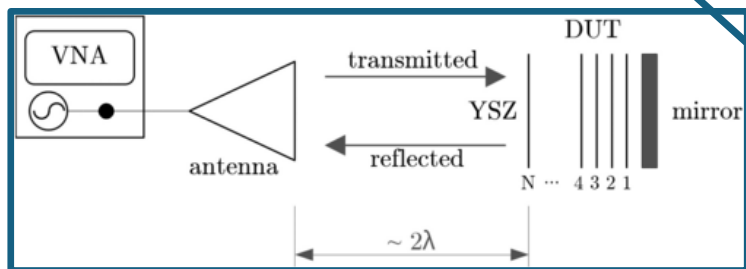 DUT
VNA
transmitted
YSZ
mirror
reflected
antenna
N ... 4 3 2 1
~ 2λ